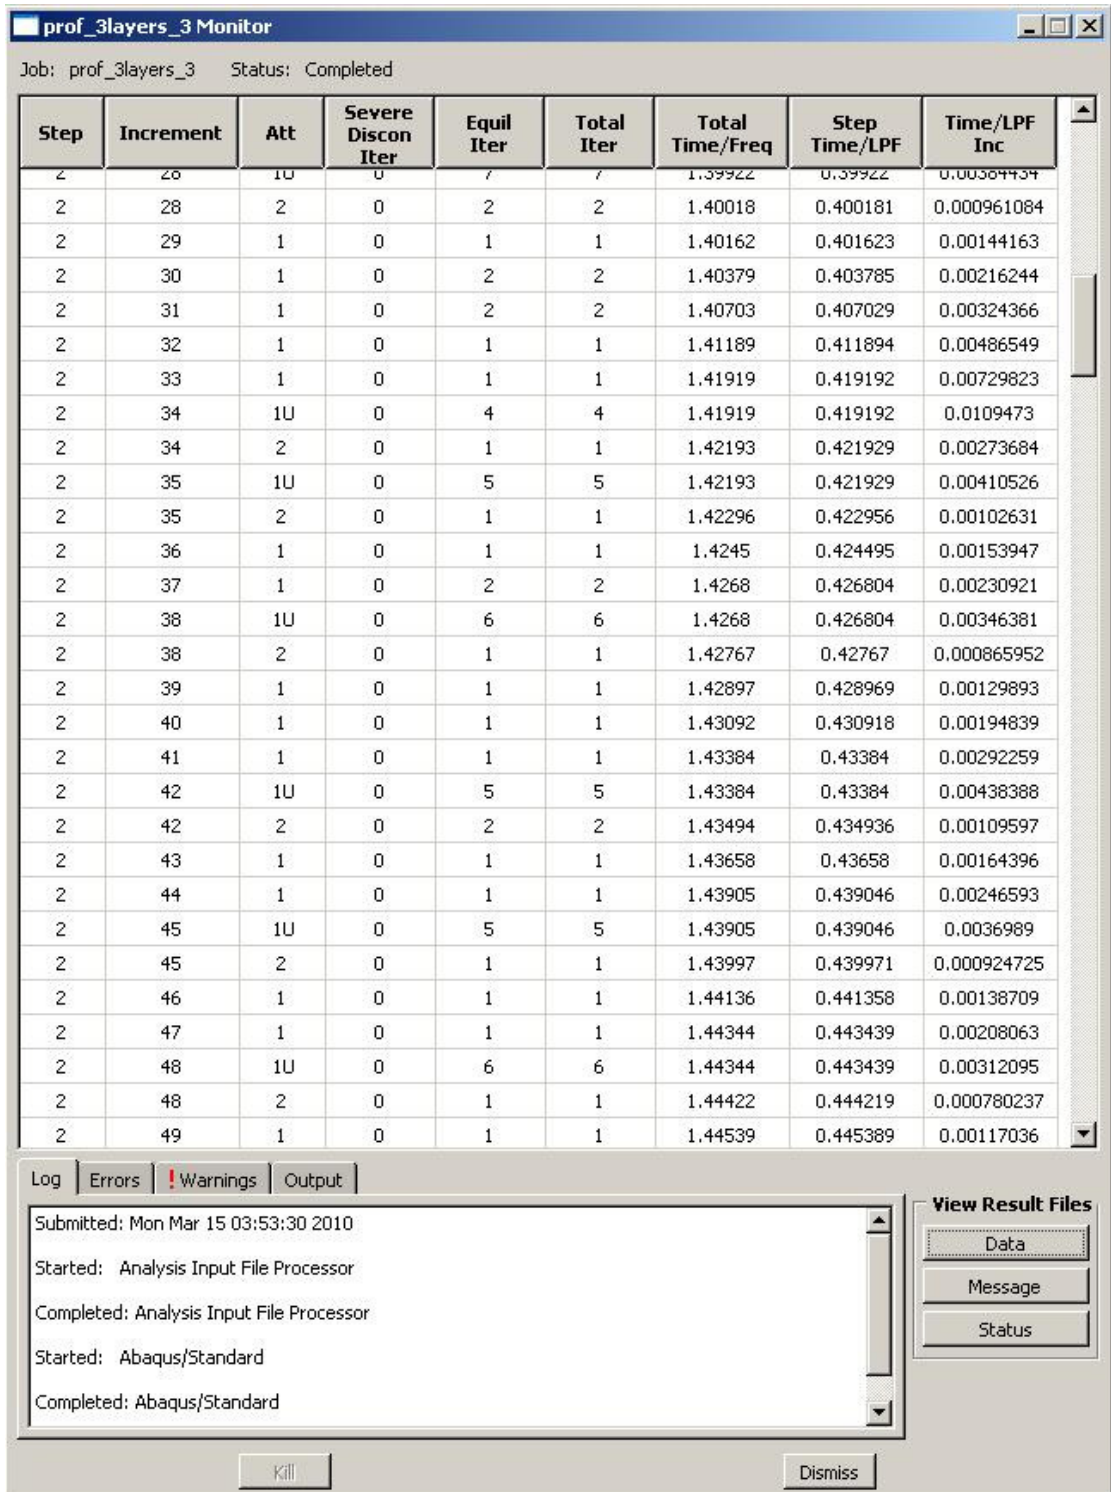 prof_3layers_3 Monitor
Job: prof_3layers_3 Status: Completed
Step Increment Att Severe Discon Iter Equil Iter Total Iter Total Time/Freq Step Time/LPF Time/LPF Inc
2 28 1U 0 7 7 1.39922 0.39922 0.00384434
2 28 2 0 2 2 1.40018 0.400181 0.000961084
2 29 1 0 1 1 1.40162 0.401623 0.00144163
2 30 1 0 2 2 1.40379 0.403785 0.00216244
2 31 1 0 2 2 1.40703 0.407029 0.00324366
2 32 1 0 1 1 1.41189 0.411894 0.00486549
2 33 1 0 1 1 1.41919 0.419192 0.00729823
2 34 1U 0 4 4 1.41919 0.419192 0.0109473
2 34 2 0 1 1 1.42193 0.421929 0.00273684
2 35 1U 0 5 5 1.42193 0.421929 0.00410526
2 35 2 0 1 1 1.42296 0.422956 0.00102631
2 36 1 0 1 1 1.4245 0.424495 0.00153947
2 37 1 0 2 2 1.4268 0.426804 0.00230921
2 38 1U 0 6 6 1.4268 0.426804 0.00346381
2 38 2 0 1 1 1.42767 0.42767 0.000865952
2 39 1 0 1 1 1.42897 0.428969 0.00129893
2 40 1 0 1 1 1.43092 0.430918 0.00194839
2 41 1 0 1 1 1.43384 0.43384 0.00292259
2 42 1U 0 5 5 1.43384 0.43384 0.00438388
2 42 2 0 2 2 1.43494 0.434936 0.00109597
2 43 1 0 1 1 1.43658 0.43658 0.00164396
2 44 1 0 1 1 1.43905 0.439046 0.00246593
2 45 1U 0 5 5 1.43905 0.439046 0.0036989
2 45 2 0 1 1 1.43997 0.439971 0.000924725
2 46 1 0 1 1 1.44136 0.441358 0.00138709
2 47 1 0 1 1 1.44344 0.443439 0.00208063
2 48 1U 0 6 6 1.44344 0.443439 0.00312095
2 48 2 0 1 1 1.44422 0.444219 0.000780237
2 49 1 0 1 1 1.44539 0.445389 0.00117036
Log Errors ! Warnings Output
Submitted: Mon Mar 15 03:53:30 2010
Started: Analysis Input File Processor
Completed: Analysis Input File Processor
Started: Abaqus/Standard
Completed: Abaqus/Standard
View Result Files
Data
Message
Status
Kill Dismiss